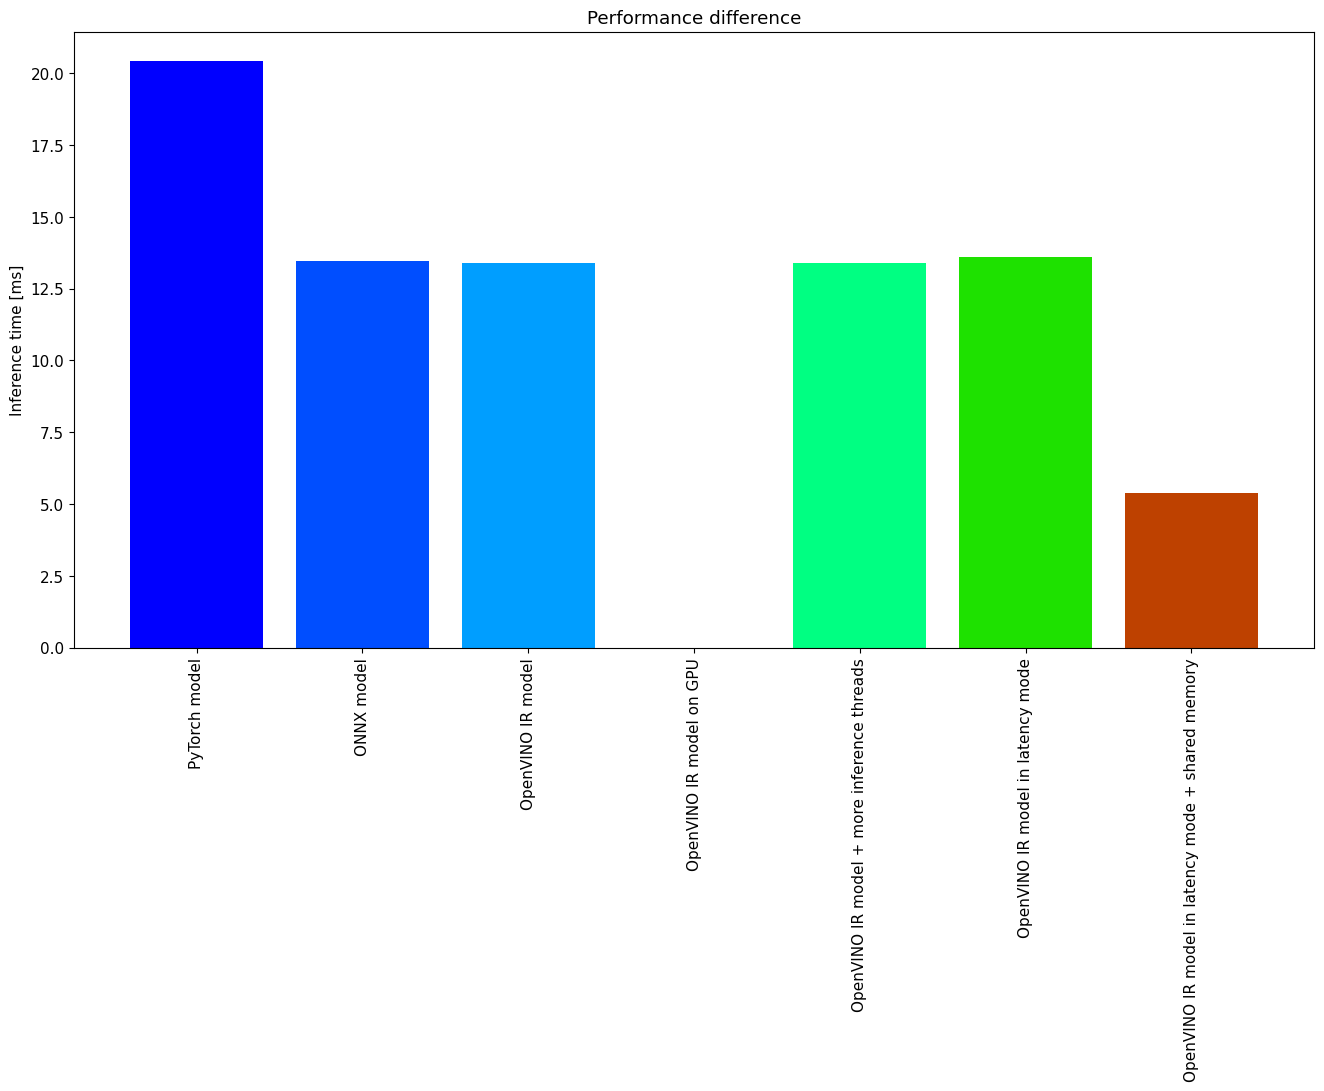 Performance difference
Inference time [ms]
20.0
17.5
15.0
12.5
10.0
7.5
5.0
2.5
0.0
PyTorch model
ONNX model
OpenVINO IR model
OpenVINO IR model on GPU
OpenVINO IR model + more inference threads
OpenVINO IR model in latency mode
OpenVINO IR model in latency mode + shared memory